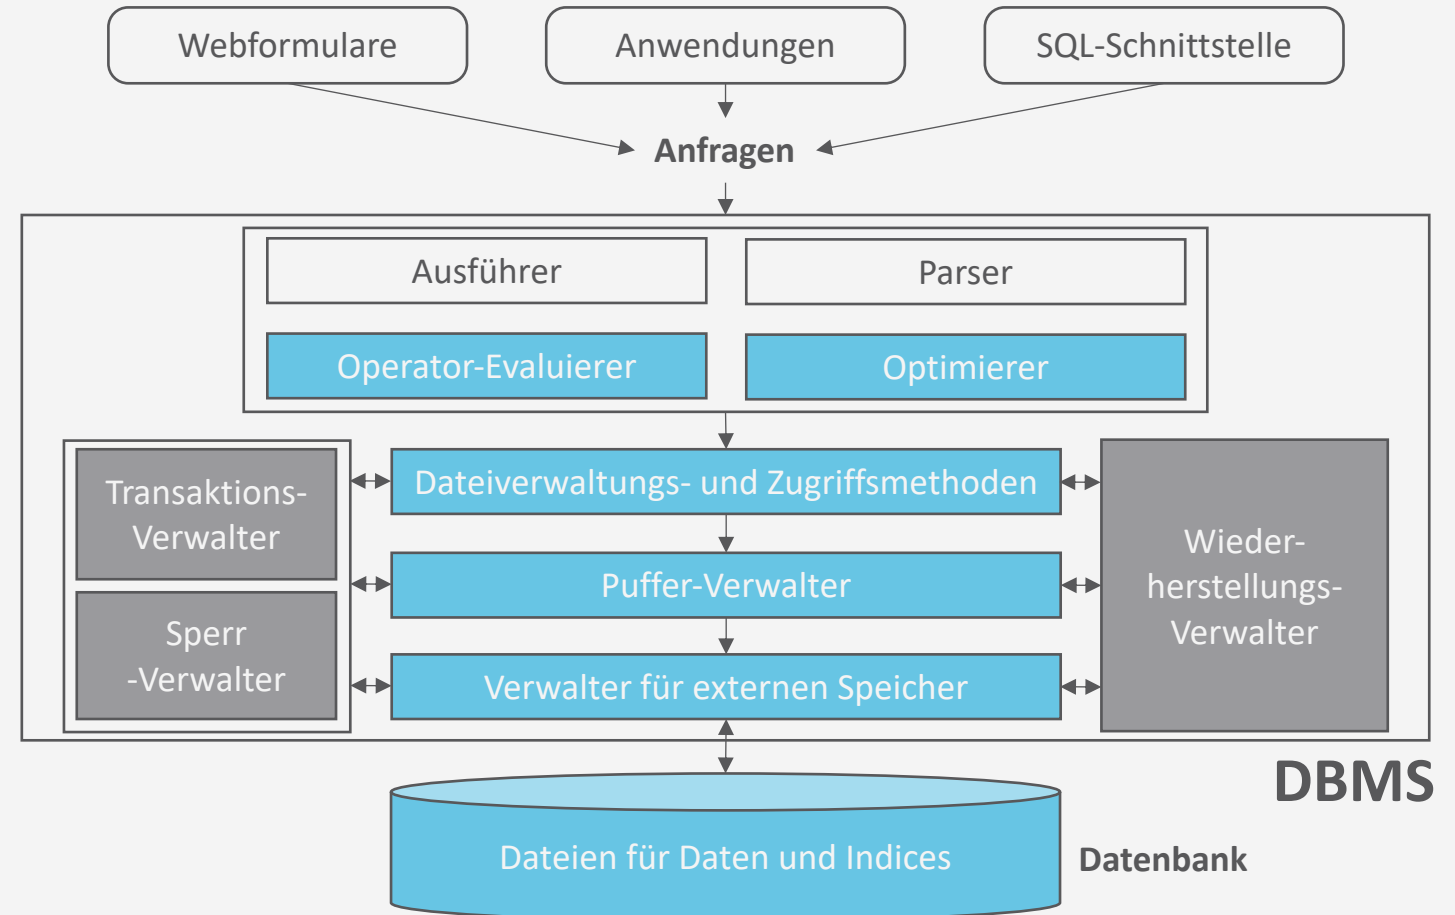 Webformulare
Anwendungen
SQL-Schnittstelle
Anfragen
Ausführer
Parser
Operator-Evaluierer
Optimierer
Transaktions-
Verwalter
Sperr
-Verwalter
Dateiverwaltungs- und Zugriffsmethoden
Puffer-Verwalter
Verwalter für externen Speicher
Wieder-
herstellungs-
Verwalter
DBMS
Dateien für Daten und Indices
Datenbank